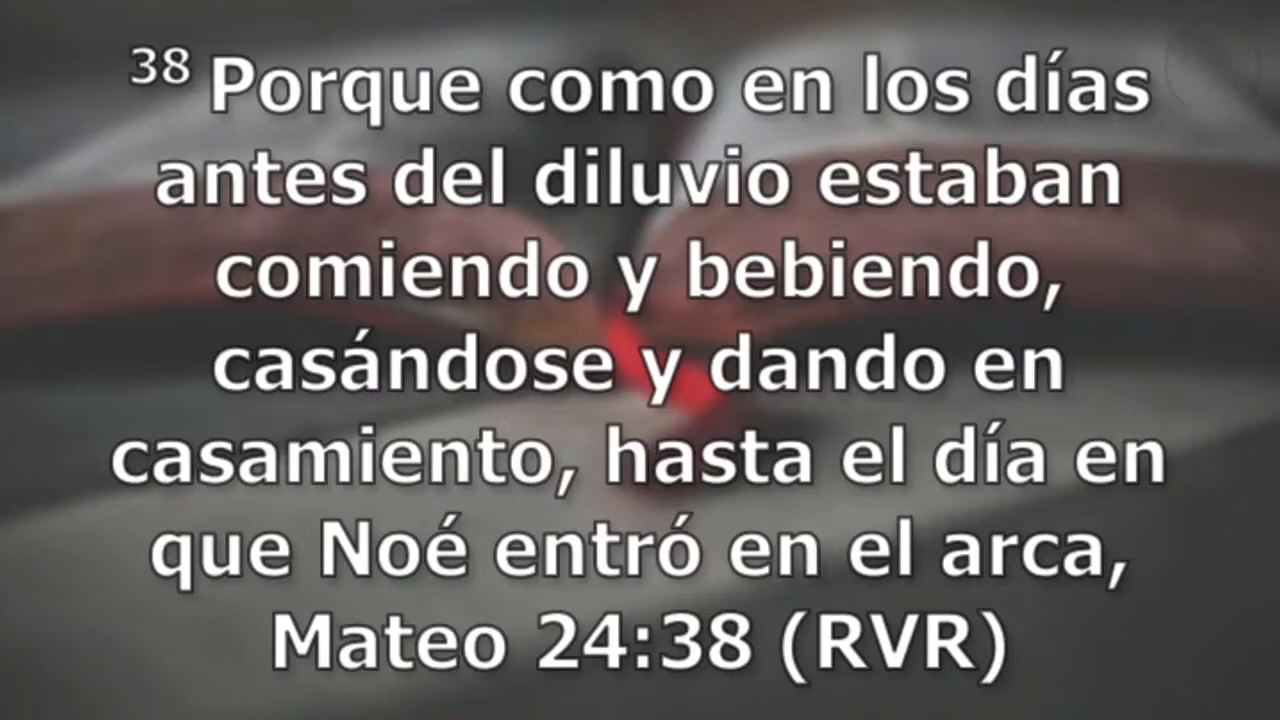 38 Porque como en los días
antes del diluvio estaban
comiendo y bebiendo,
casándose y dando en
casamiento, hasta el día en
que Noé entró en el arca,
Mateo 24:38 (RVR)